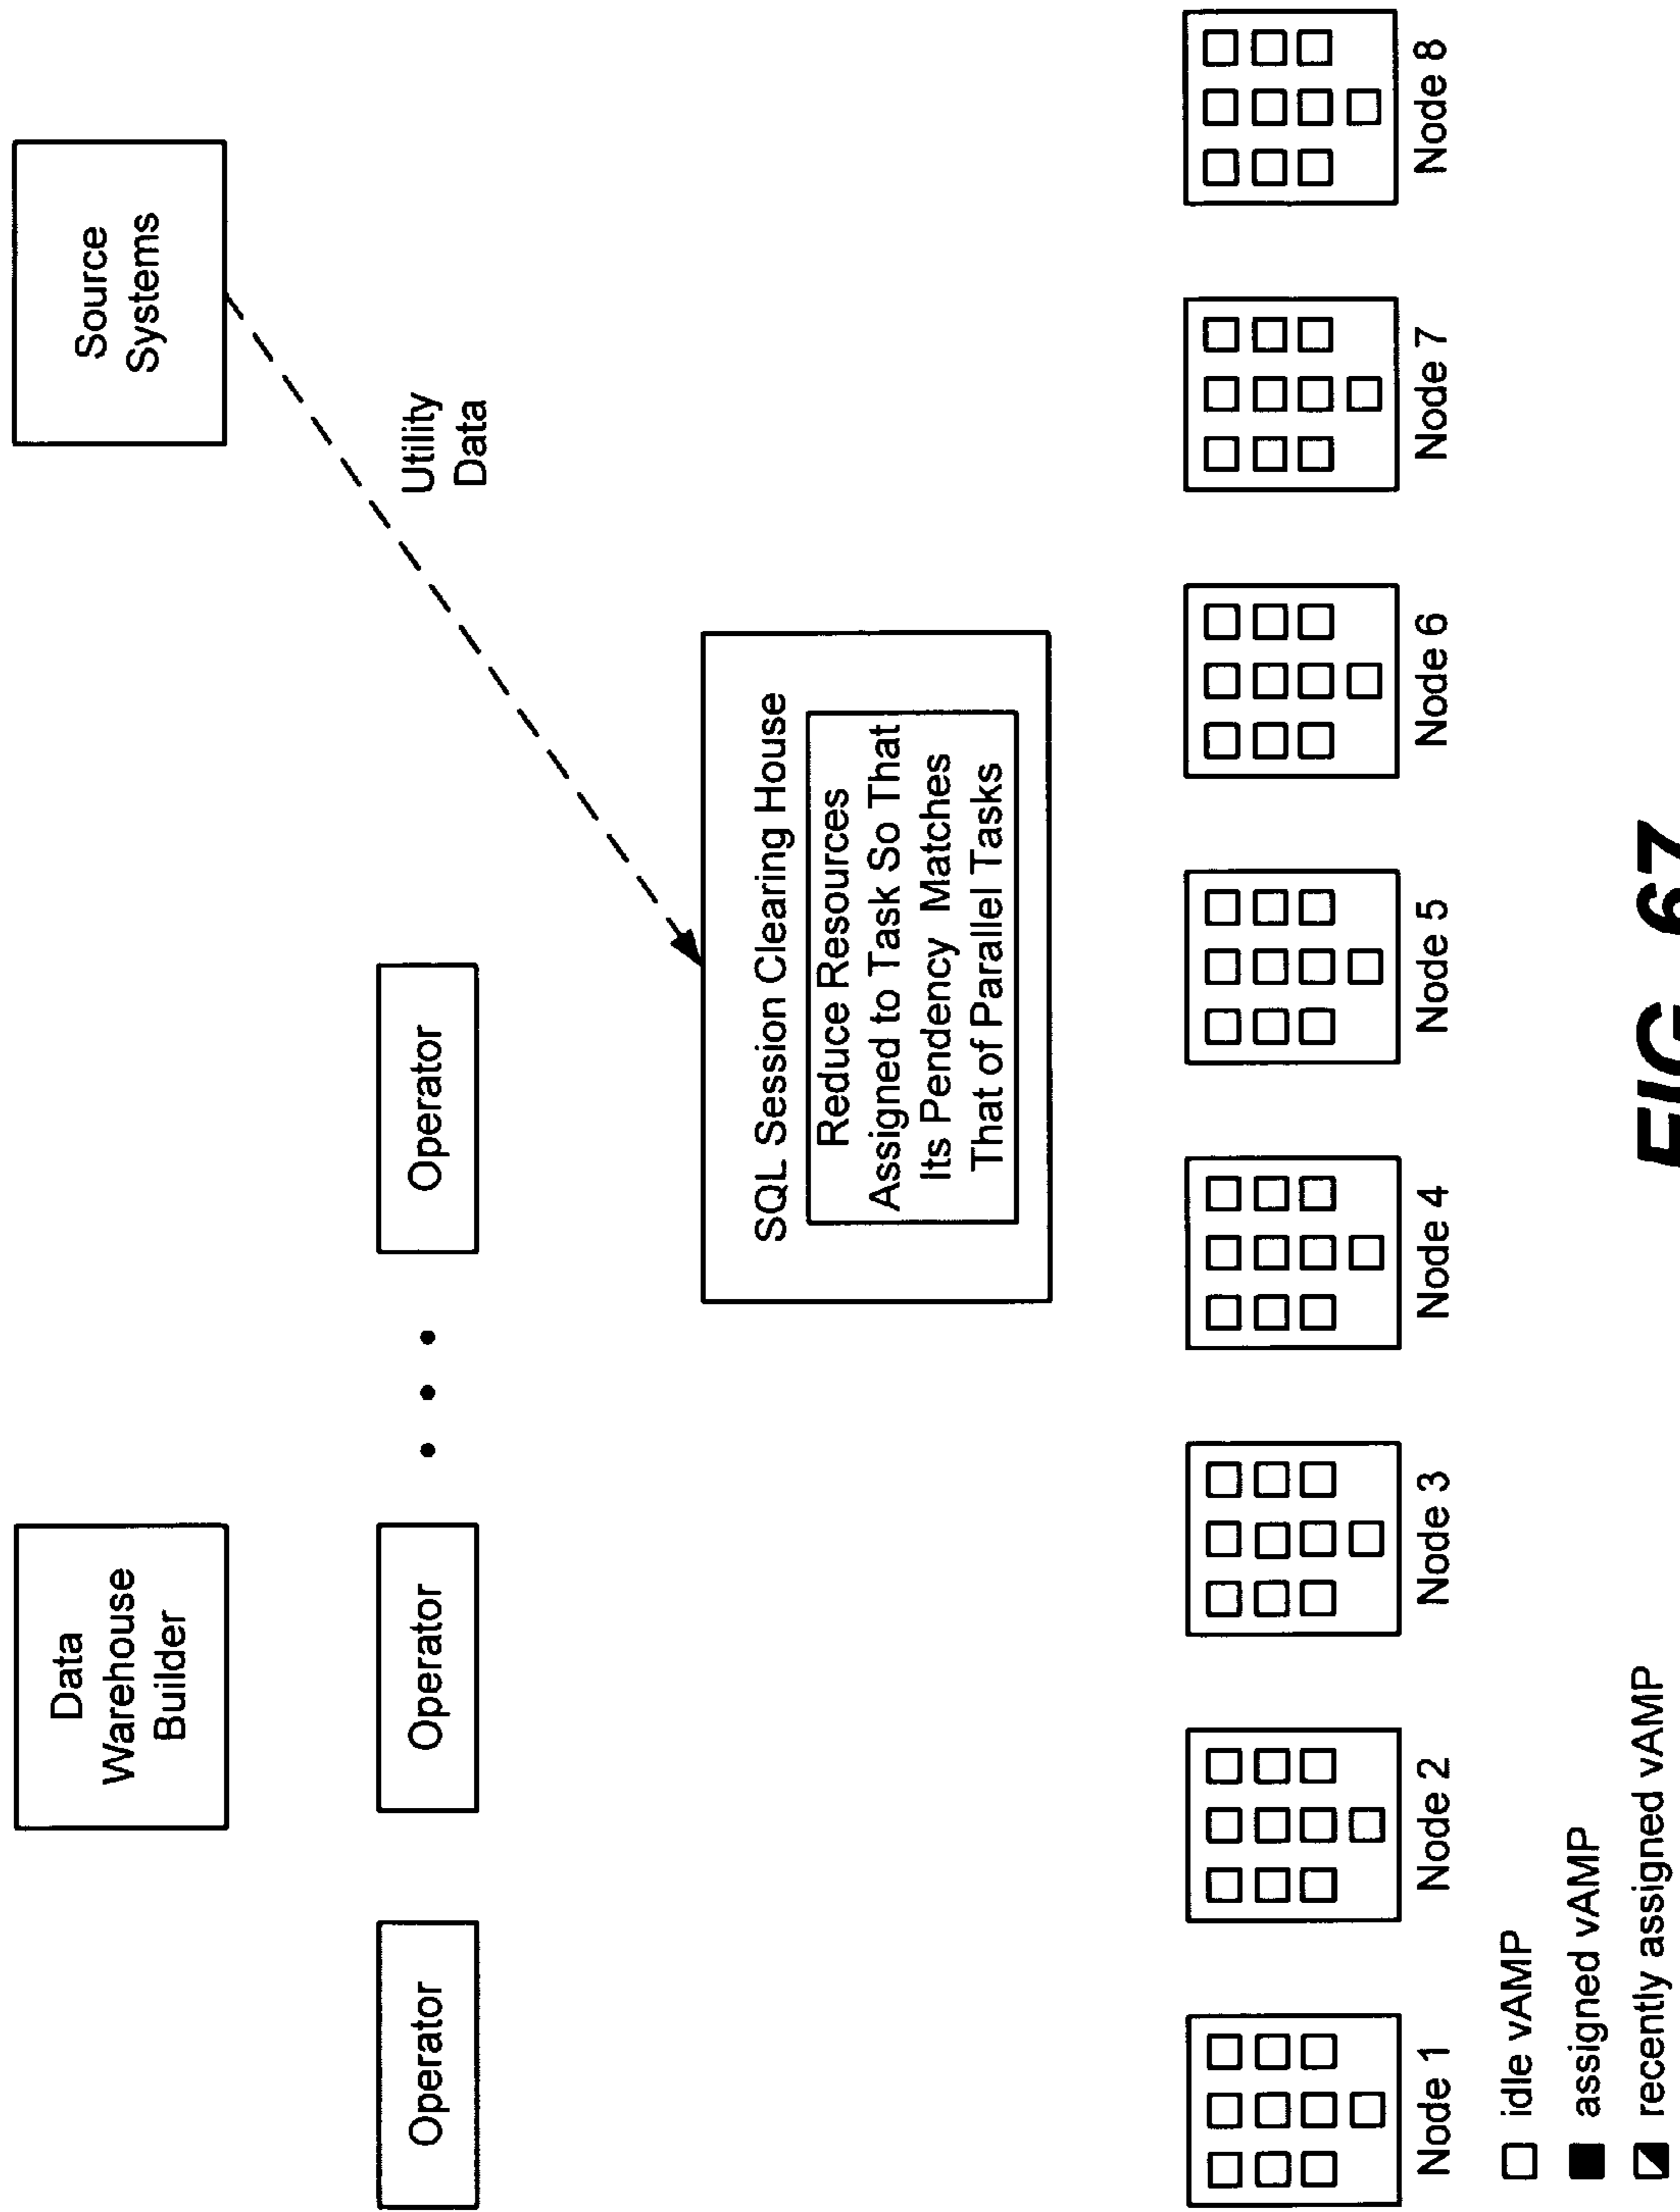 Data
Warehouse
Builder
Source
Systems
Operator
Operator
Operator
Utility
Data
SQL Session Clearing House
Reduce Resources
Assigned to Task So That
Its Pendency Matches
That of Parallel Tasks
Node 1
Node 2
Node 3
Node 4
Node 5
Node 6
Node 7
Node 8
idle vAMP
assigned vAMP
recently assigned vAMP
FIG. 67